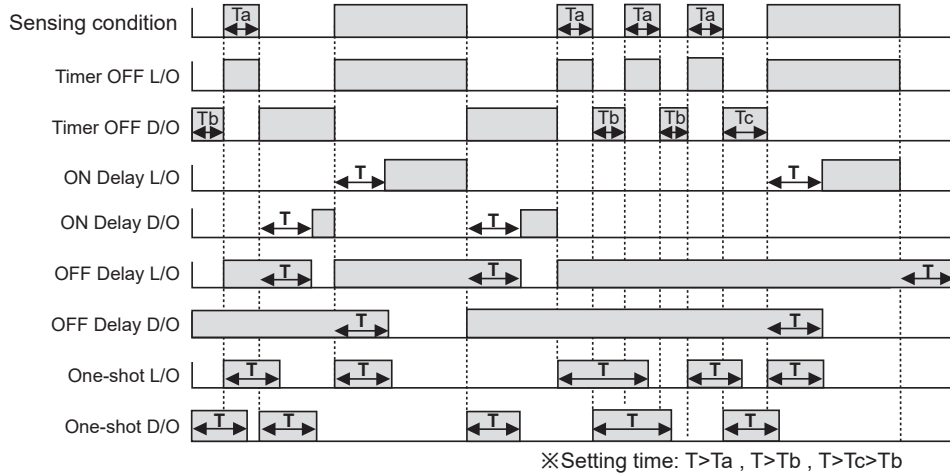 Sensing condition Ta Ta Ta Ta
Timer OFF L/O
Timer OFF D/O Tb Tb Tb Tc
ON Delay L/O T T
ON Delay D/O T T
OFF Delay L/O T T T
OFF Delay D/O T T
One-shot L/O T T T T T
One-shot D/O T T T T T
※Setting time: T>Ta , T>Tb , T>Tc>Tb